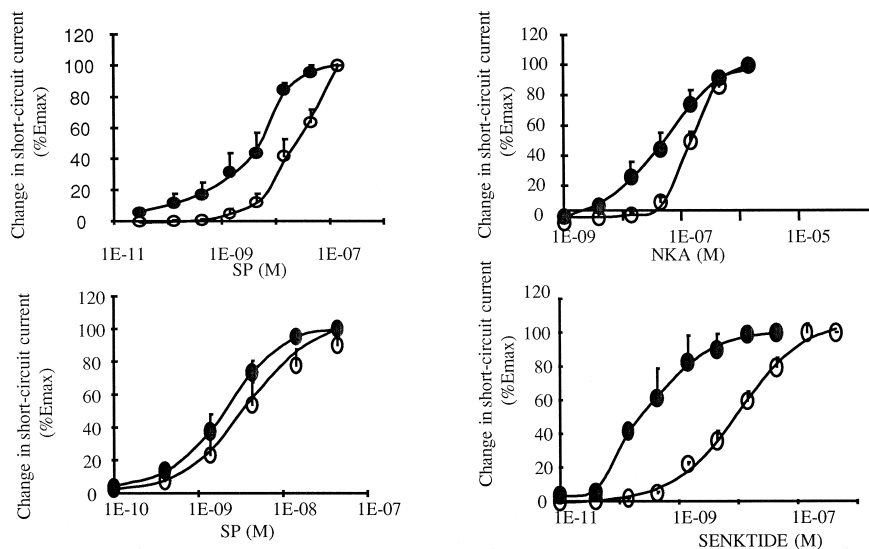 Change in short-circuit current
(%Emax)
120
100
80
60
40
20
0
1E-11
1E-09
1E-07
SP (M)
Change in short-circuit current
(%Emax)
120
100
80
60
40
20
0
1E-09
1E-07
1E-05
NKA (M)
Change in short-circuit current
(%Emax)
120
100
80
60
40
20
0
1E-10
1E-09
1E-08
1E-07
SP (M)
Change in short-circuit current
(%Emax)
120
100
80
60
40
20
0
1E-11
1E-09
1E-07
SENKTIDE (M)